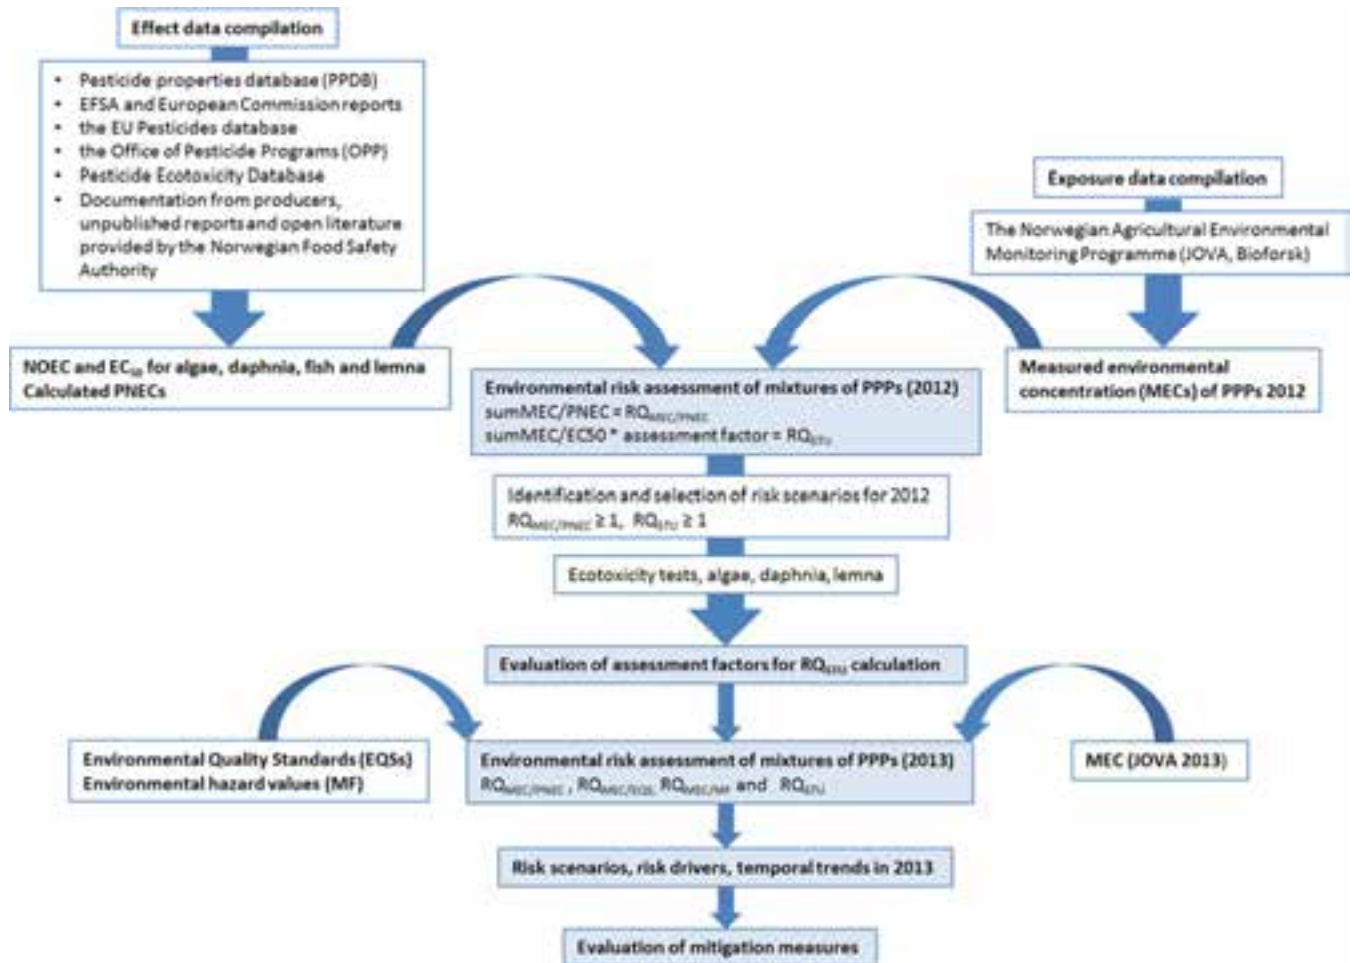 Effect data compilation
• Pesticide properties database (PPDB)
• EFSA and European Commission reports
• the EU Pesticides database
• the Office of Pesticide Programs (OPP)
• Pesticide Ecotoxicity Database
• Documentation from producers,
unpublished reports and open literature
provided by the Norwegian Food Safety
Authority
Exposure data compilation
The Norwegian Agricultural Environmental
Monitoring Programme (JOVA, Bioforsk)
NOEC and EC50 for algae, daphnia, fish and lemna
Calculated PNECs
Measured environmental
concentration (MECs) of PPPs 2012
Environmental risk assessment of mixtures of PPPs (2012)
sumMEC/PNEC = RQMEC/PNEC
sumMEC/EC50 * assessment factor = RQSTU
Identification and selection of risk scenarios for 2012
RQMEC/PNEC ≥ 1, RQSTU ≥ 1
Ecotoxicity tests, algae, daphnia, lemna
Evaluation of assessment factors for RQSTU calculation
Environmental Quality Standards (EQSs)
Environmental hazard values (MF)
Environmental risk assessment of mixtures of PPPs (2013)
RQMEC/PNEC, RQMEC/EQS, RQMEC/MF and RQSTU
MEC (JOVA 2013)
Risk scenarios, risk drivers, temporal trends in 2013
Evaluation of mitigation measures